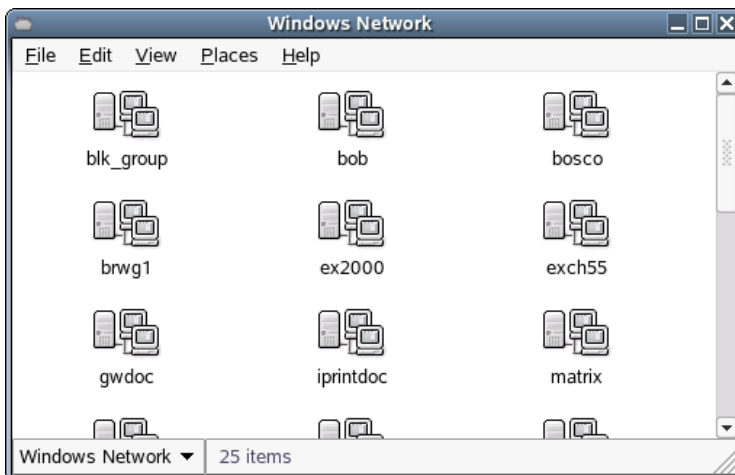 Windows Network
File Edit View Places Help
blk_group bob bosco
brwg1 ex2000 exch55
gwdoc iprintdoc matrix
Windows Network 25 items